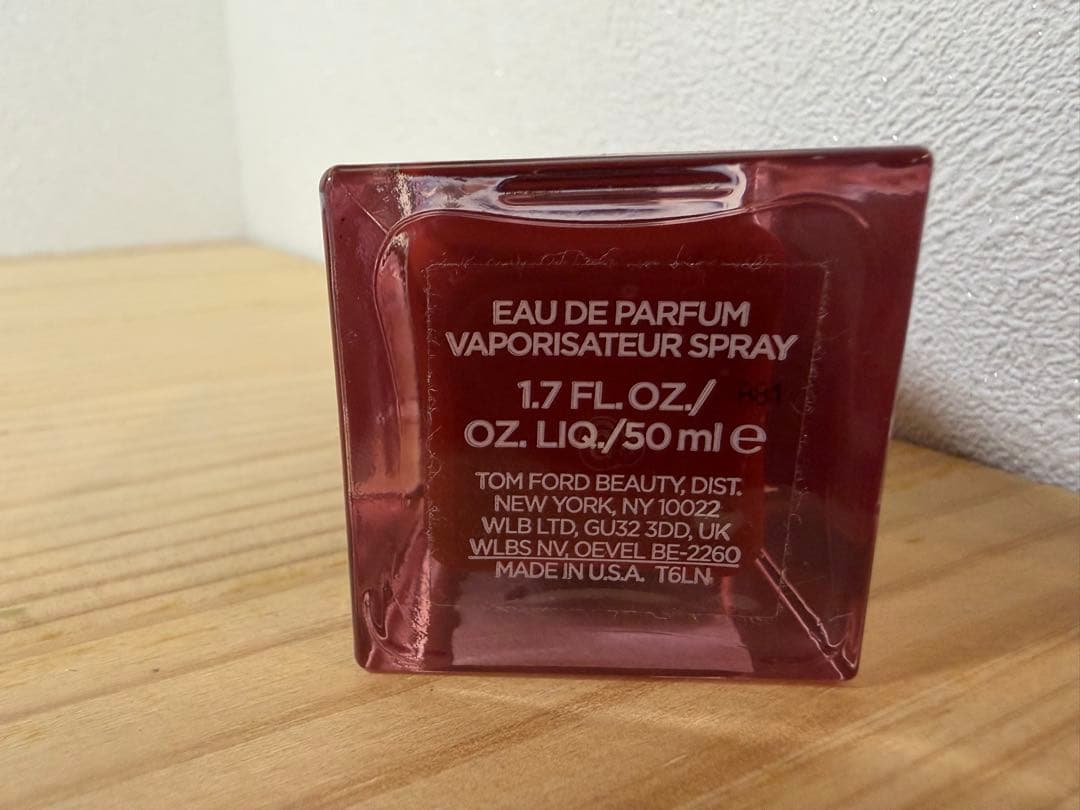 EAU DE PARFUM
VAPORISATEUR SPRAY
1.7 FL. OZ./
OZ. LIQ./50 ml ℮
TOM FORD BEAUTY, DIST.
NEW YORK, NY 10022
WLB LTD, GU32 3DD, UK
WLBS NV, OEVEL BE-2260
MADE IN U.S.A. T6LN